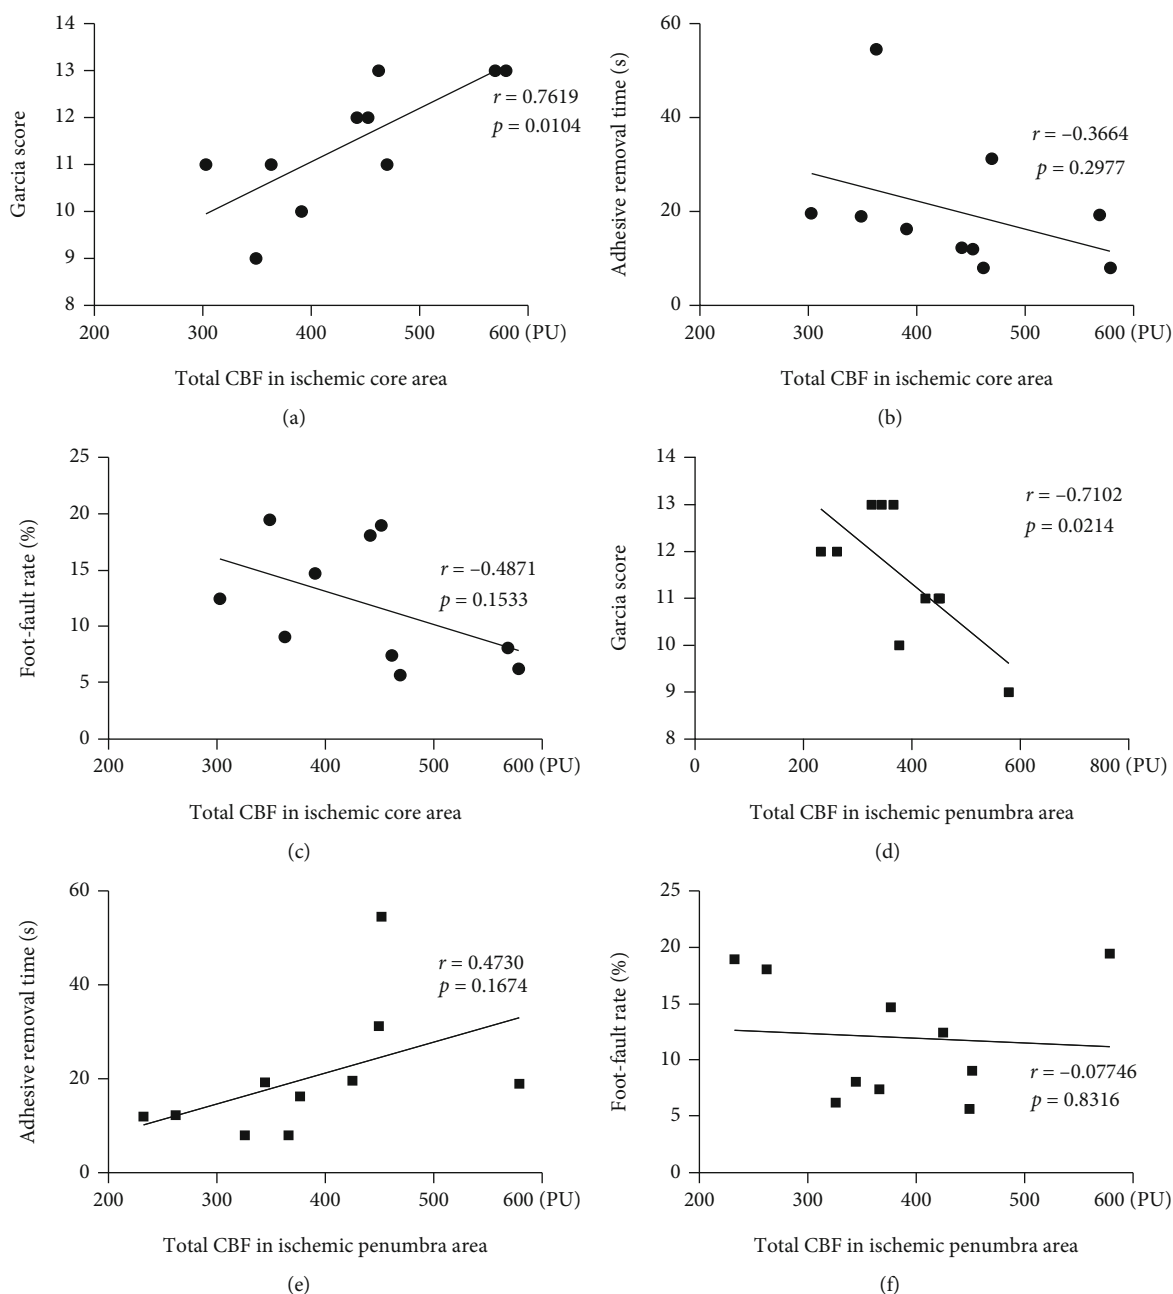 14
13
12
11
10
9
8
Garcia score
r = 0.7619
p = 0.0104
200 300 400 500 600 (PU)
Total CBF in ischemic core area
(a)
60
40
20
0
Adhesive removal time (s)
r = –0.3664
p = 0.2977
200 300 400 500 600 (PU)
Total CBF in ischemic core area
(b)
25
20
15
10
5
0
Foot-fault rate (%)
r = –0.4871
p = 0.1533
200 300 400 500 600 (PU)
Total CBF in ischemic core area
(c)
14
13
12
11
10
9
8
Garcia score
r = –0.7102
p = 0.0214
0 200 400 600 800 (PU)
Total CBF in ischemic penumbra area
(d)
60
40
20
0
Adhesive removal time (s)
r = 0.4730
p = 0.1674
200 300 400 500 600 (PU)
Total CBF in ischemic penumbra area
(e)
25
20
15
10
5
0
Foot-fault rate (%)
r = –0.07746
p = 0.8316
200 300 400 500 600 (PU)
Total CBF in ischemic penumbra area
(f)